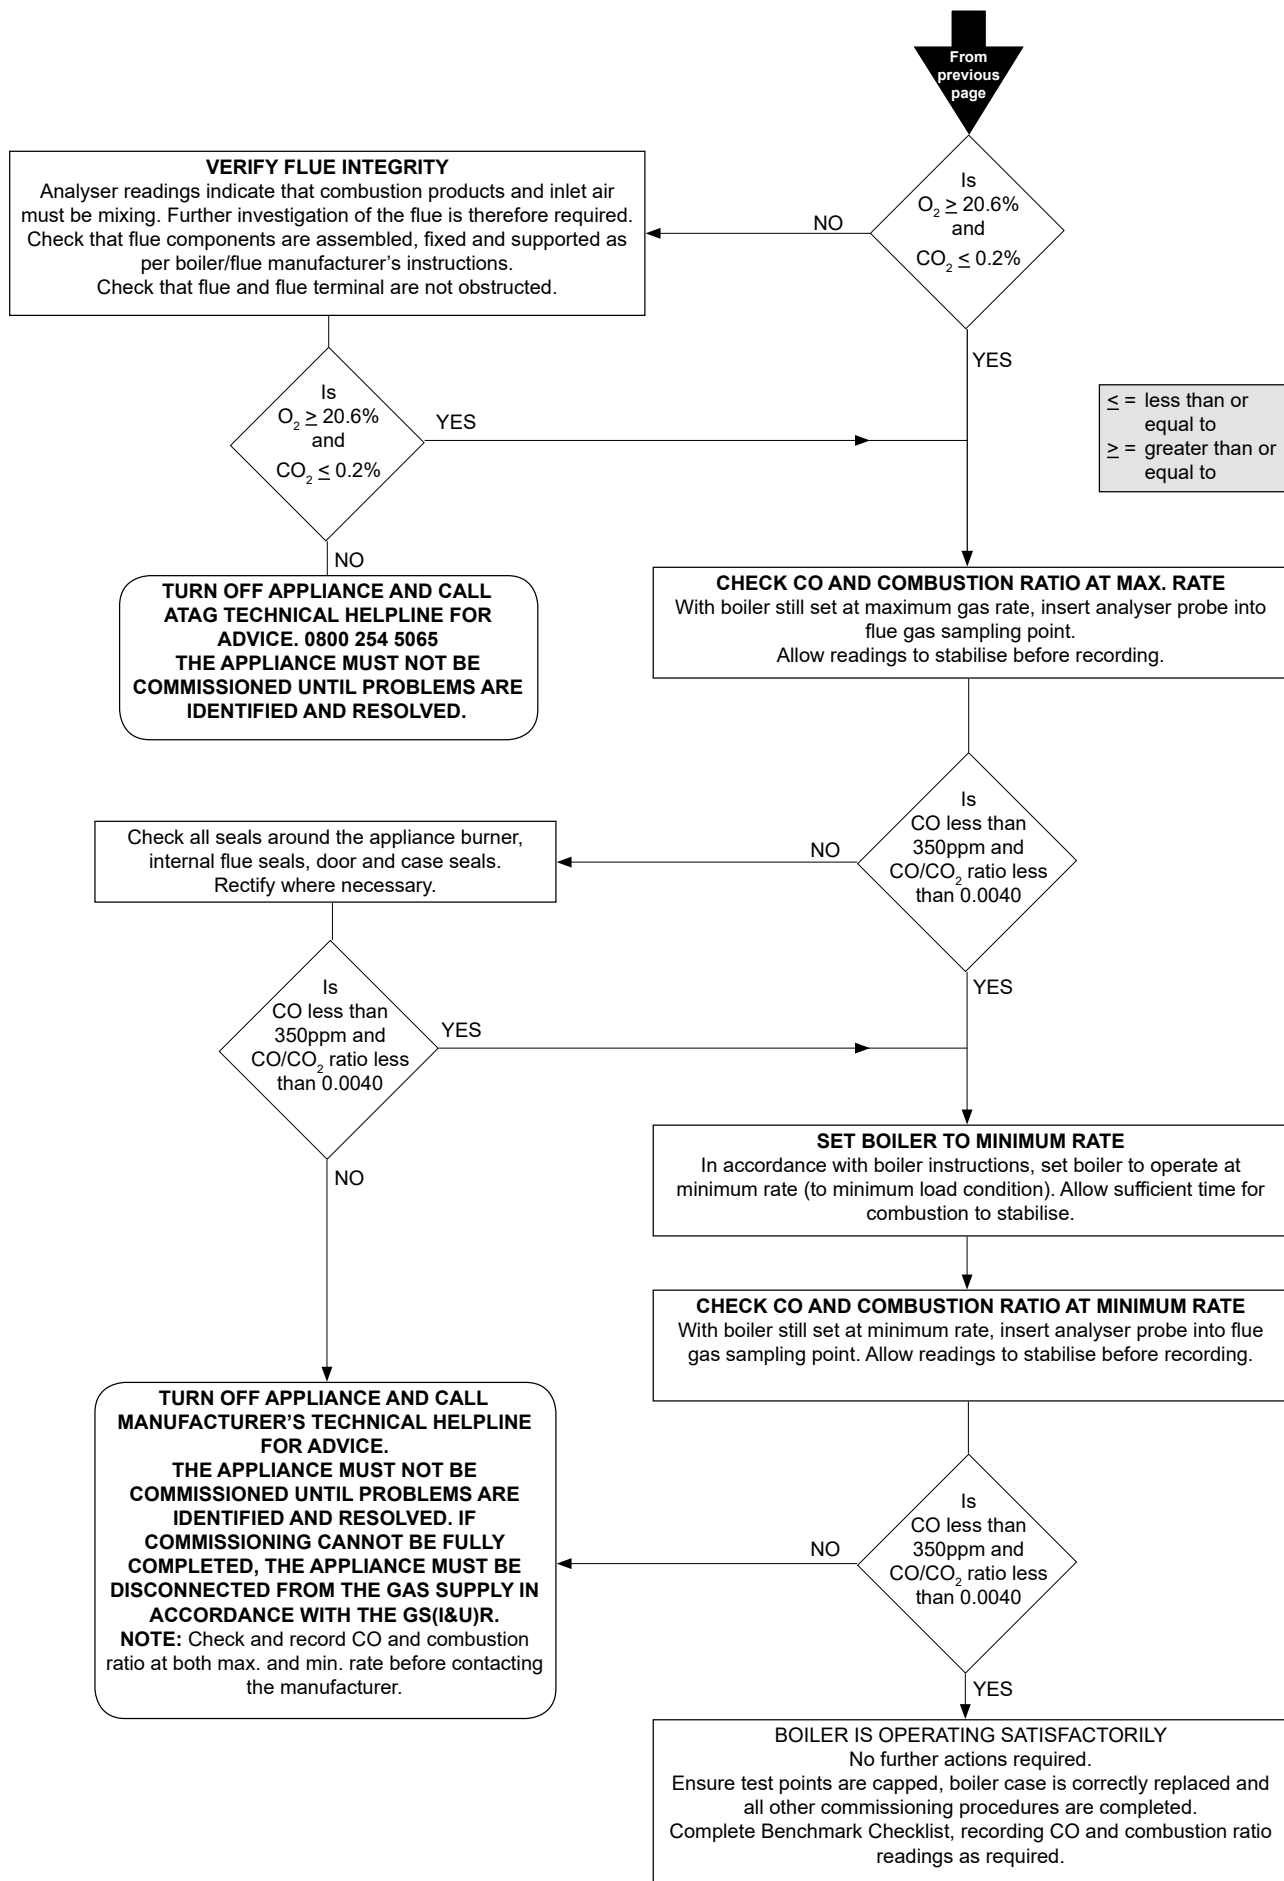 From
previous
page
Is
O₂ ≥ 20.6%
and
CO₂ ≤ 0.2%
NO
YES
VERIFY FLUE INTEGRITY
Analyser readings indicate that combustion products and inlet air
must be mixing. Further investigation of the flue is therefore required.
Check that flue components are assembled, fixed and supported as
per boiler/flue manufacturer’s instructions.
Check that flue and flue terminal are not obstructed.
Is
O₂ ≥ 20.6%
and
CO₂ ≤ 0.2%
YES
NO
≤ = less than or
equal to
≥ = greater than or
equal to
TURN OFF APPLIANCE AND CALL
ATAG TECHNICAL HELPLINE FOR
ADVICE. 0800 254 5065
THE APPLIANCE MUST NOT BE
COMMISSIONED UNTIL PROBLEMS ARE
IDENTIFIED AND RESOLVED.
CHECK CO AND COMBUSTION RATIO AT MAX. RATE
With boiler still set at maximum gas rate, insert analyser probe into
flue gas sampling point.
Allow readings to stabilise before recording.
Is
CO less than
350ppm and
CO/CO₂ ratio less
than 0.0040
NO
YES
Check all seals around the appliance burner,
internal flue seals, door and case seals.
Rectify where necessary.
Is
CO less than
350ppm and
CO/CO₂ ratio less
than 0.0040
YES
NO
SET BOILER TO MINIMUM RATE
In accordance with boiler instructions, set boiler to operate at
minimum rate (to minimum load condition). Allow sufficient time for
combustion to stabilise.
CHECK CO AND COMBUSTION RATIO AT MINIMUM RATE
With boiler still set at minimum rate, insert analyser probe into flue
gas sampling point. Allow readings to stabilise before recording.
TURN OFF APPLIANCE AND CALL
MANUFACTURER’S TECHNICAL HELPLINE
FOR ADVICE.
THE APPLIANCE MUST NOT BE
COMMISSIONED UNTIL PROBLEMS ARE
IDENTIFIED AND RESOLVED. IF
COMMISSIONING CANNOT BE FULLY
COMPLETED, THE APPLIANCE MUST BE
DISCONNECTED FROM THE GAS SUPPLY IN
ACCORDANCE WITH THE GS(I&U)R.
NOTE: Check and record CO and combustion
ratio at both max. and min. rate before contacting
the manufacturer.
Is
CO less than
350ppm and
CO/CO₂ ratio less
than 0.0040
NO
YES
BOILER IS OPERATING SATISFACTORILY
No further actions required.
Ensure test points are capped, boiler case is correctly replaced and
all other commissioning procedures are completed.
Complete Benchmark Checklist, recording CO and combustion ratio
readings as required.